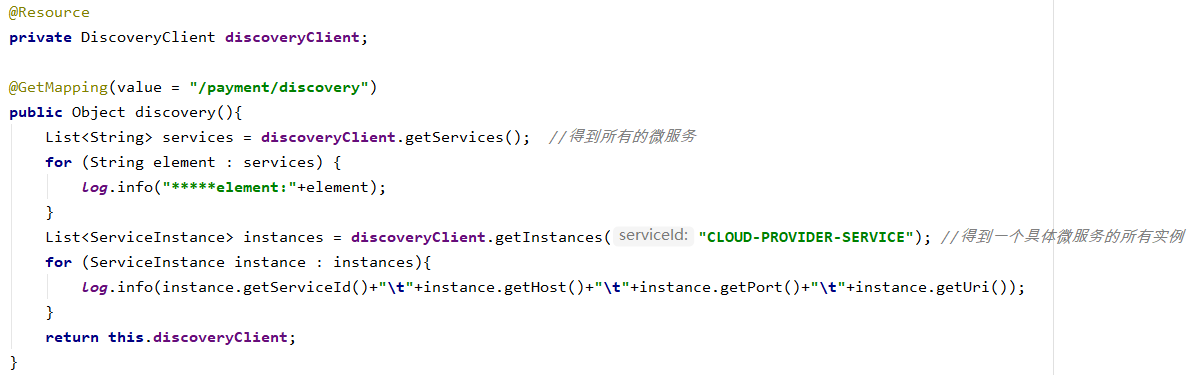 @Resource
private DiscoveryClient discoveryClient;
@GetMapping(value = "/payment/discovery")
public Object discovery(){
List<String> services = discoveryClient.getServices();  //得到所有的微服务
for (String element : services) {
log.info("*****element:"+element);
}
List<ServiceInstance> instances = discoveryClient.getInstances( serviceId: "CLOUD-PROVIDER-SERVICE"); //得到一个具体微服务的所有实例
for (ServiceInstance instance : instances){
log.info(instance.getServiceId()+"\t"+instance.getHost()+"\t"+instance.getPort()+"\t"+instance.getUri());
}
return this.discoveryClient;
}